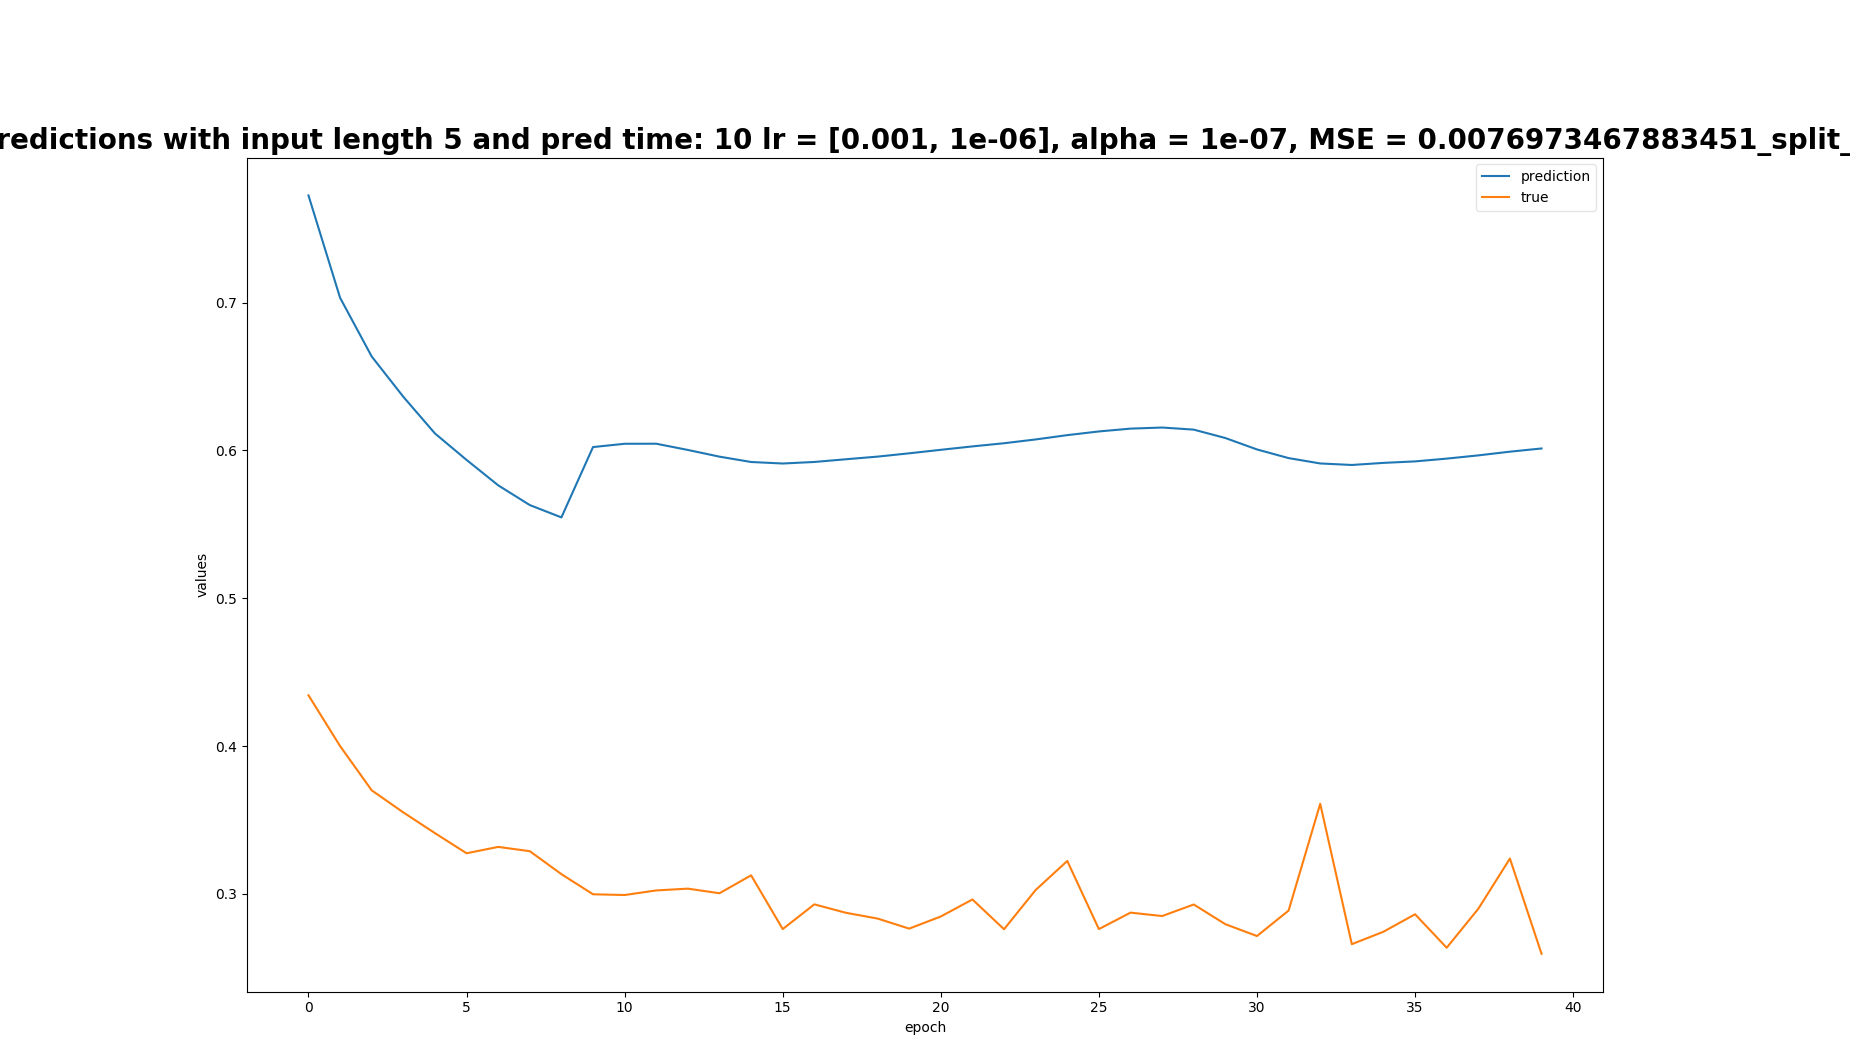 redictions with input length 5 and pred time: 10 lr = [0.001, 1e-06], alpha = 1e-07, MSE = 0.0076973467883451_split_
prediction
true
0.7
0.6
0.5
0.4
0.3
values
0 5 10 15 20 25 30 35 40
epoch